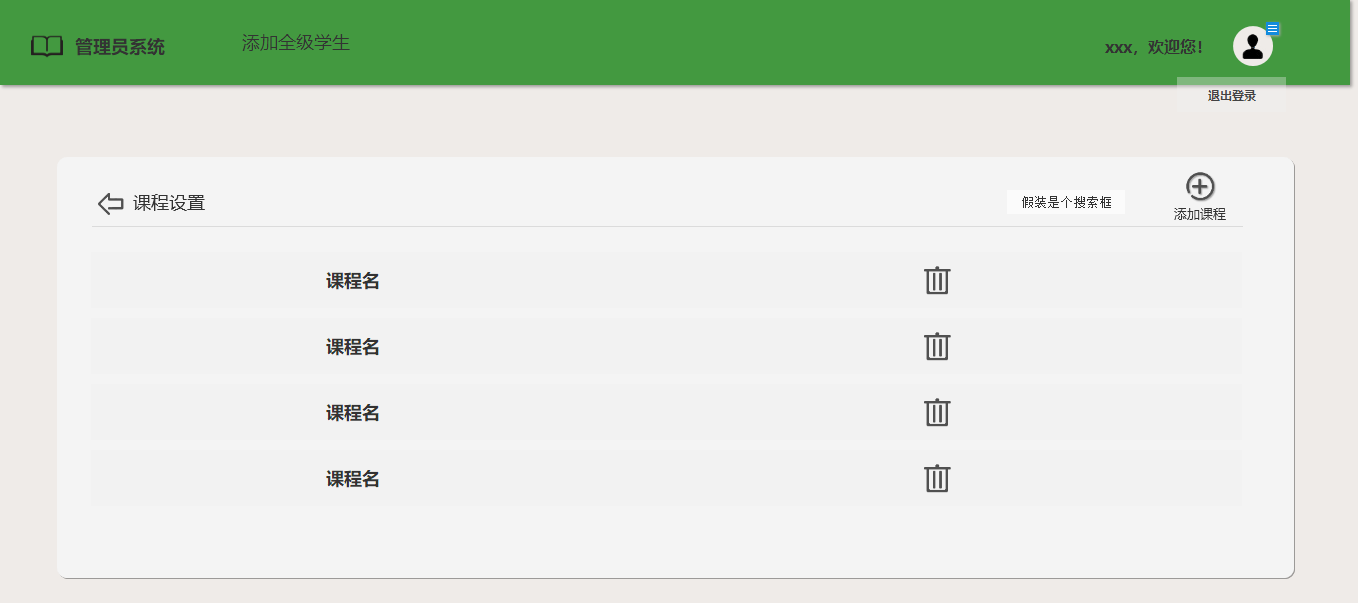 管理员系统
添加全级学生
xxx，欢迎您！
退出登录
课程设置
假装是个搜索框
添加课程
课程名
课程名
课程名
课程名